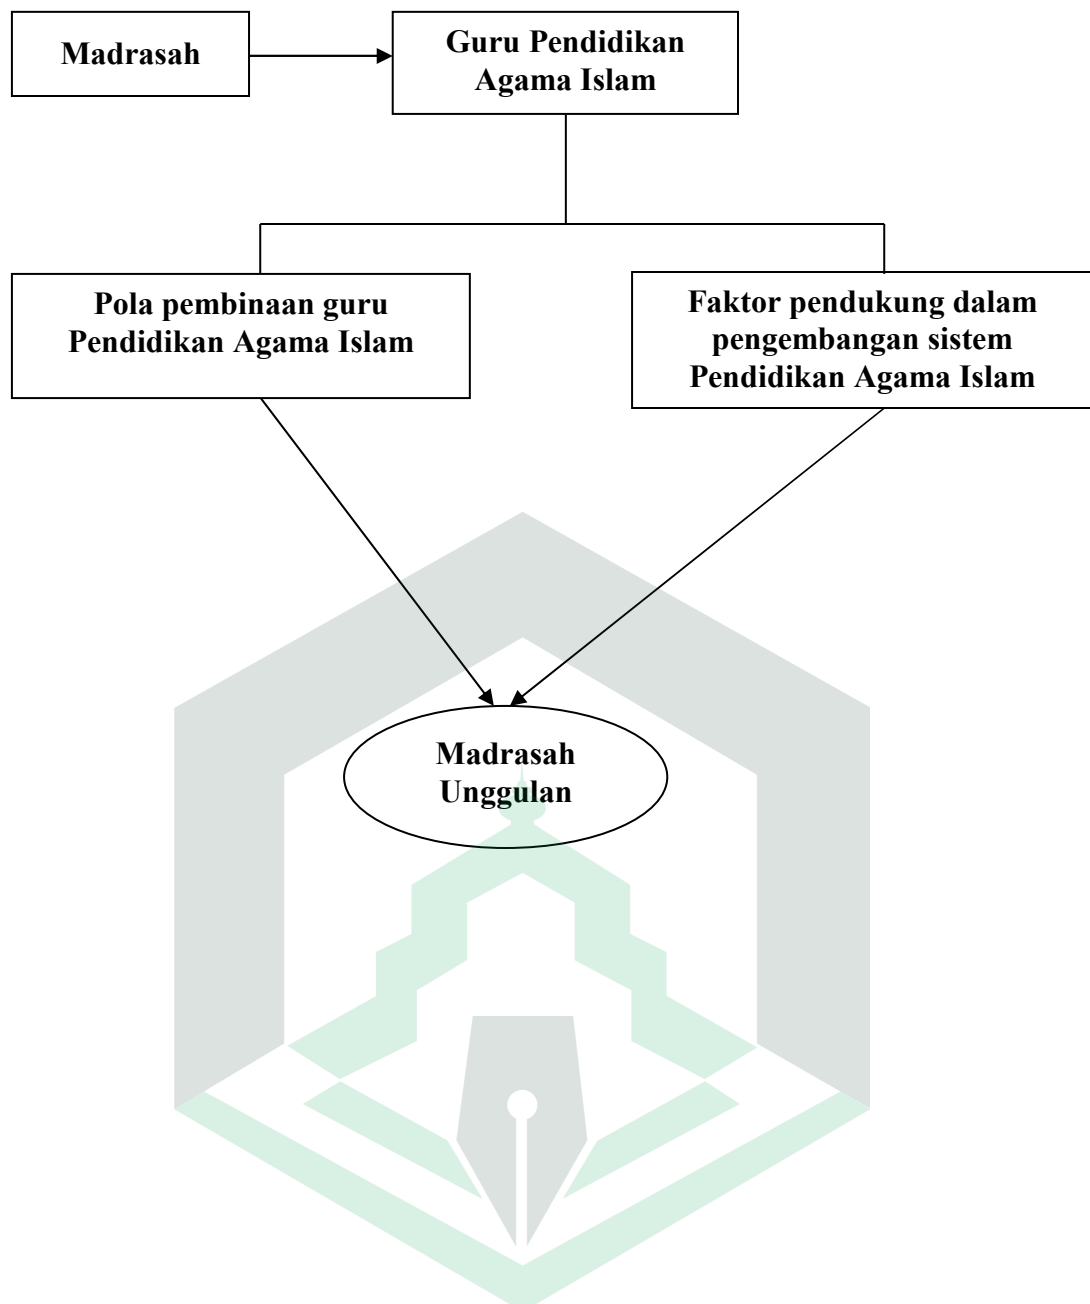 Madrasah
Guru Pendidikan
Agama Islam
Pola pembinaan guru
Pendidikan Agama Islam
Faktor pendukung dalam
pengembangan sistem
Pendidikan Agama Islam
Madrasah
Unggulan